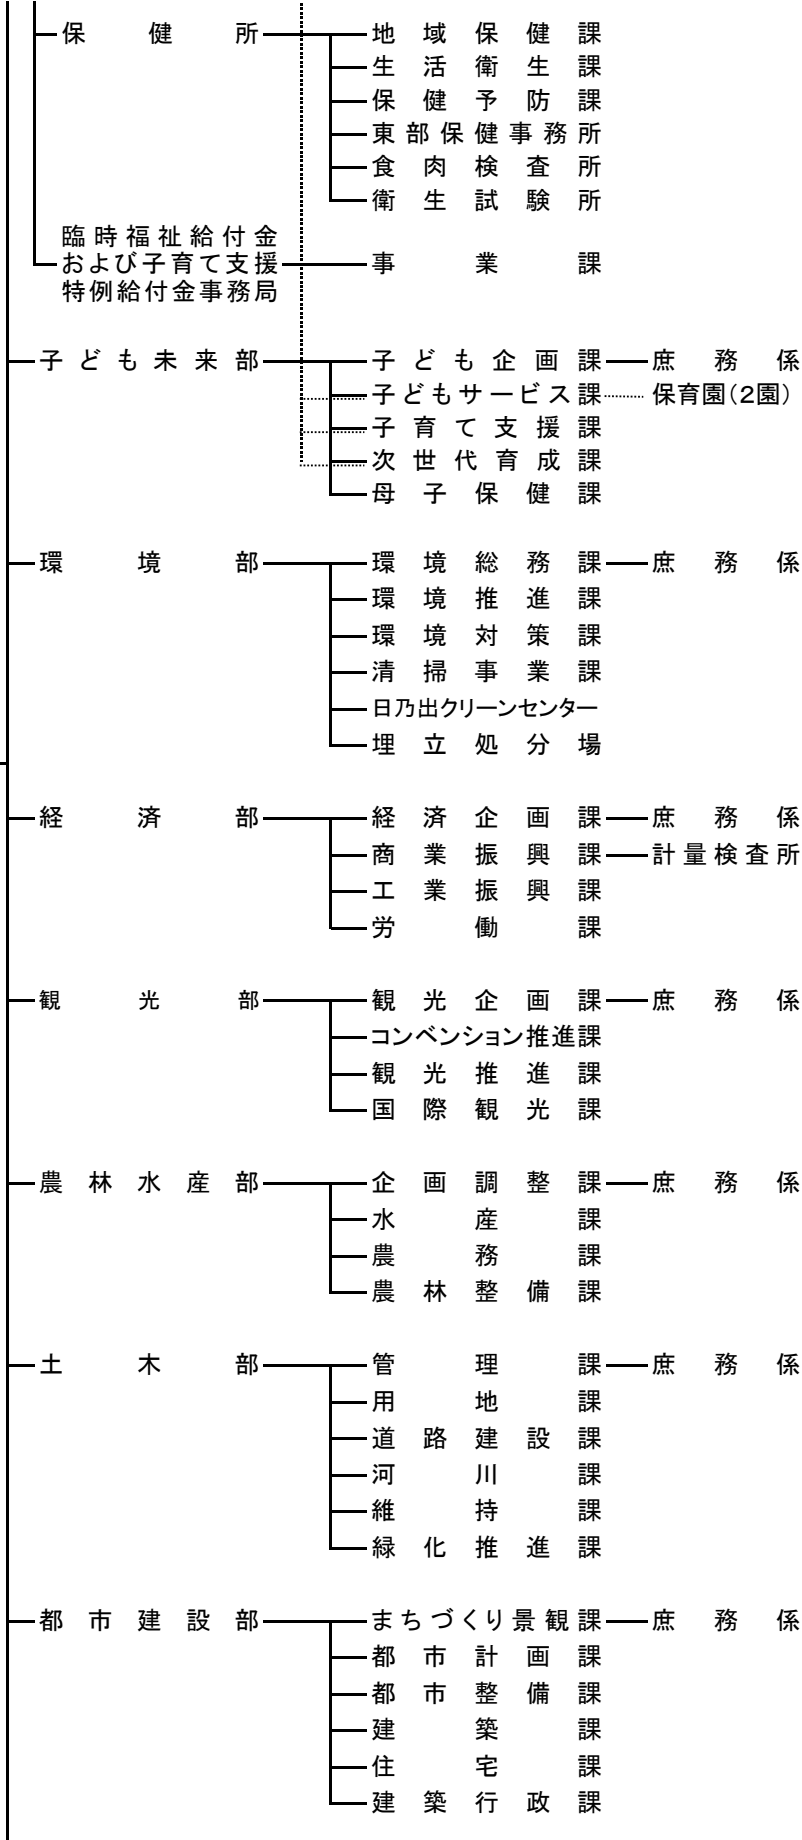 保健所 地域保健課
生活衛生課
保健予防課
東部保健事務所
食肉検査所
衛生試験所
臨時福祉給付金
および子育て支援 事業課
特例給付金事務局
子ども未来部 子ども企画課 庶務係
子どもサービス課 保育園(2園)
子育て支援課
次世代育成課
母子保健課
環境部 環境総務課 庶務係
環境推進課
環境対策課
清掃事業課
日乃出クリーンセンター
埋立処分場
経済部 経済企画課 庶務係
商業振興課 計量検査所
工業振興課
労働課
観光部 観光企画課 庶務係
コンベンション推進課
観光推進課
国際観光課
農林水産部 企画調整課 庶務係
水産課
農務課
農林整備課
土木部 管理課 庶務係
用地課
道路建設課
河川課
維持課
緑化推進課
都市建設部 まちづくり景観課 庶務係
都市計画課
都市整備課
建築課
住宅課
建築行政課